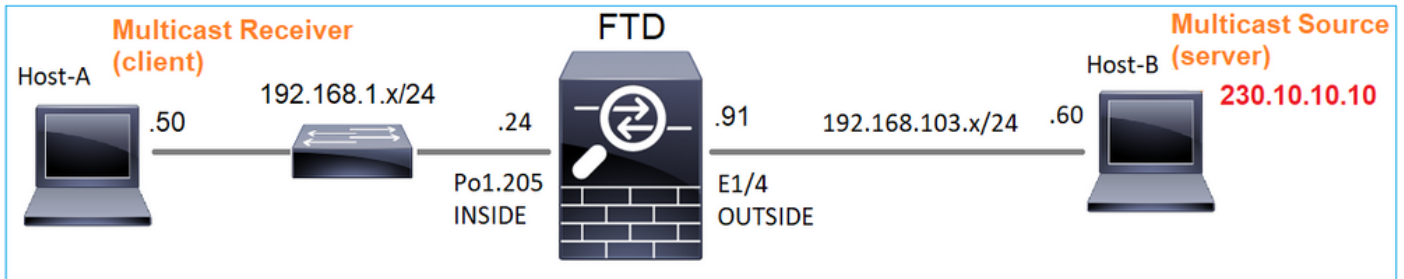 Multicast Receiver
(client)
FTD
Multicast Source
(server)
Host-A
Host-B
230.10.10.10
192.168.1.x/24
.50
.24
.91
192.168.103.x/24
.60
Po1.205
INSIDE
E1/4
OUTSIDE